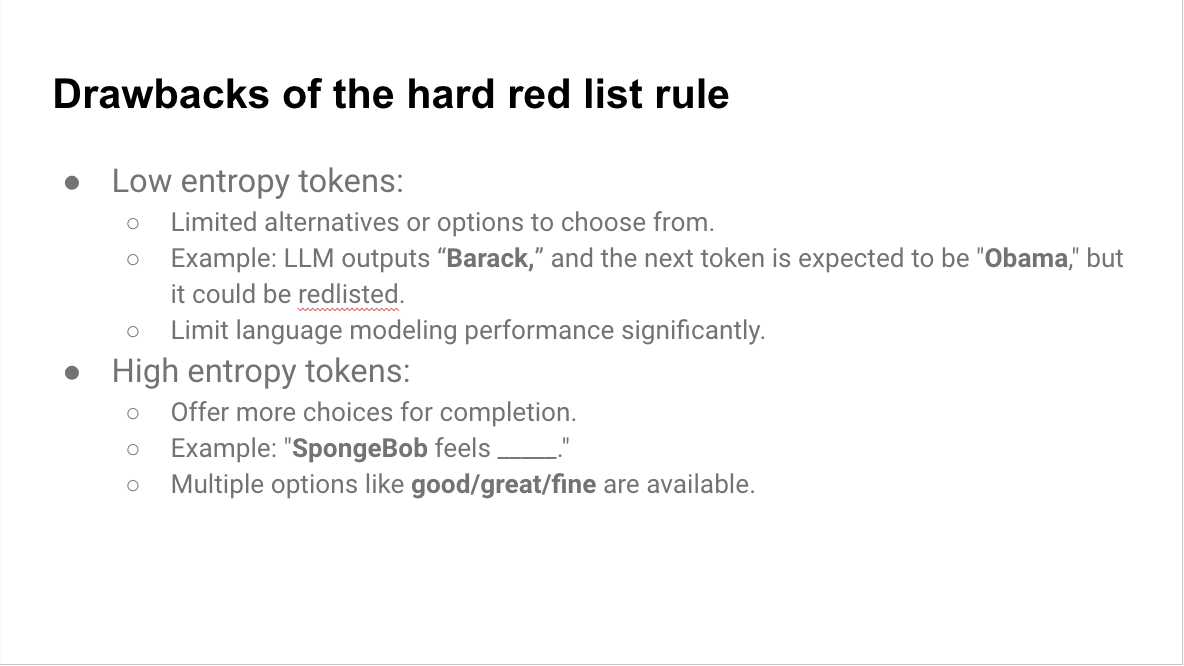 Drawbacks of the hard red list rule
● Low entropy tokens:
○ Limited alternatives or options to choose from.
○ Example: LLM outputs “Barack,” and the next token is expected to be "Obama," but
it could be redlisted.
○ Limit language modeling performance significantly.
● High entropy tokens:
○ Offer more choices for completion.
○ Example: "SpongeBob feels _____."
○ Multiple options like good/great/fine are available.